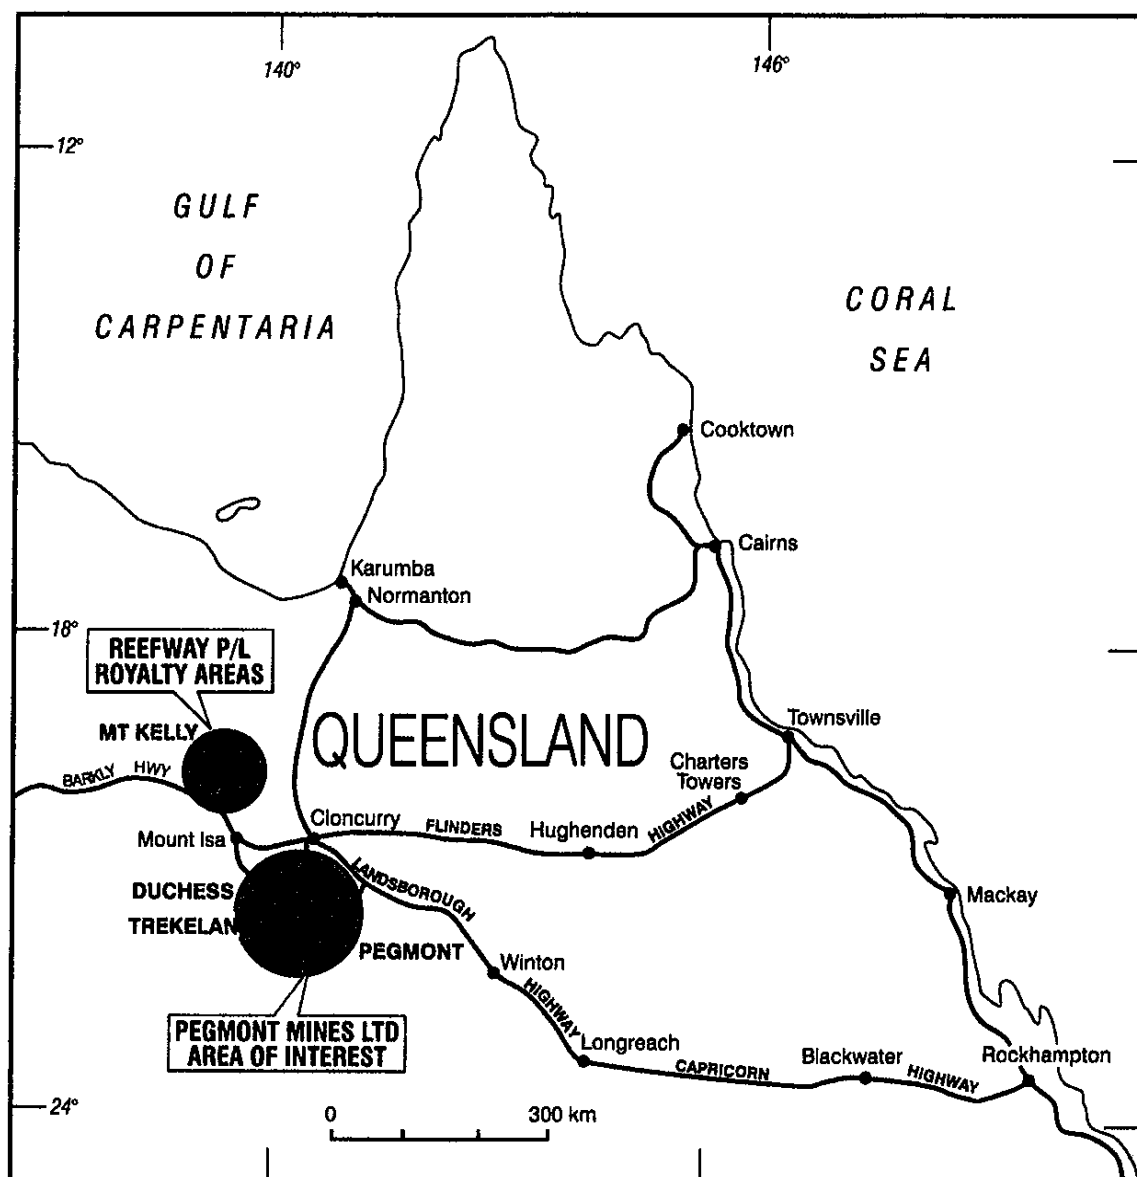 140°
146°
12°
GULF
OF
CARPENTARIA
CORAL
SEA
Cooktown
Cairns
Karumba
Normanton
18°
REEFWAY P/L
ROYALTY AREAS
MT KELLY
QUEENSLAND
Townsville
Charters
Towers
BARKLY HWY
Cloncurry
FLINDERS
Hughenden
HIGHWAY
Mount Isa
LANDSBOROUGH
DUCHESS
Mackay
TREKELAN
PEGMONT
Winton
HIGHWAY
PEGMONT MINES LTD
AREA OF INTEREST
Longreach
CAPRICORN
Blackwater
HIGHWAY
Rockhampton
24°
0 300 km